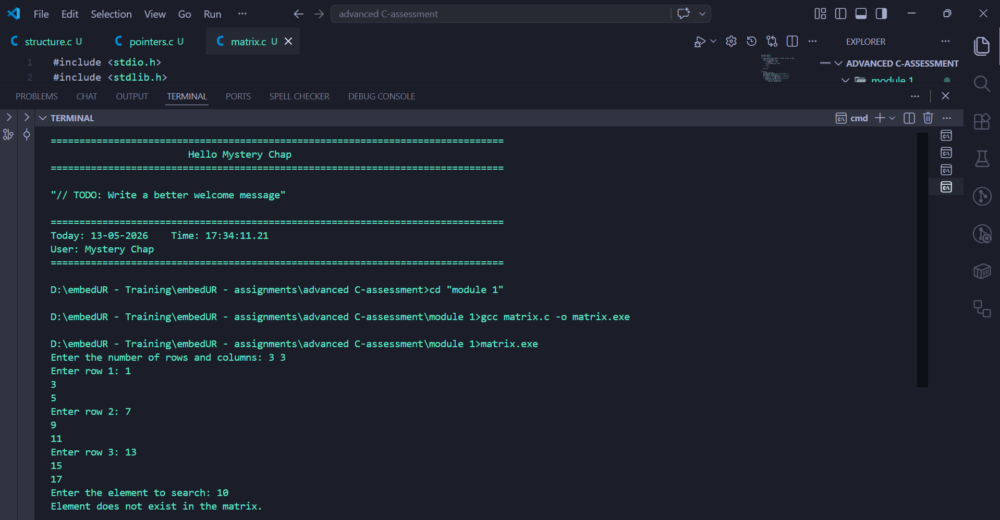 File Edit Selection View Go Run ··· advanced C-assessment
structure.c U pointers.c U matrix.c U EXPLORER ···
1 #include <stdio.h>
2 #include <stdlib.h>
ADVANCED C-ASSESSMENT
module 1
PROBLEMS CHAT OUTPUT TERMINAL PORTS SPELL CHECKER DEBUG CONSOLE ···
TERMINAL cmd ···
===============================================================================
Hello Mystery Chap
===============================================================================
"// TODO: Write a better welcome message"
===============================================================================
Today: 13-05-2026    Time: 17:34:11.21
User: Mystery Chap
===============================================================================
D:\embedUR - Training\embedUR - assignments\advanced C-assessment>cd "module 1"
D:\embedUR - Training\embedUR - assignments\advanced C-assessment\module 1>gcc matrix.c -o matrix.exe
D:\embedUR - Training\embedUR - assignments\advanced C-assessment\module 1>matrix.exe
Enter the number of rows and columns: 3 3
Enter row 1: 1
3
5
Enter row 2: 7
9
11
Enter row 3: 13
15
17
Enter the element to search: 10
Element does not exist in the matrix.